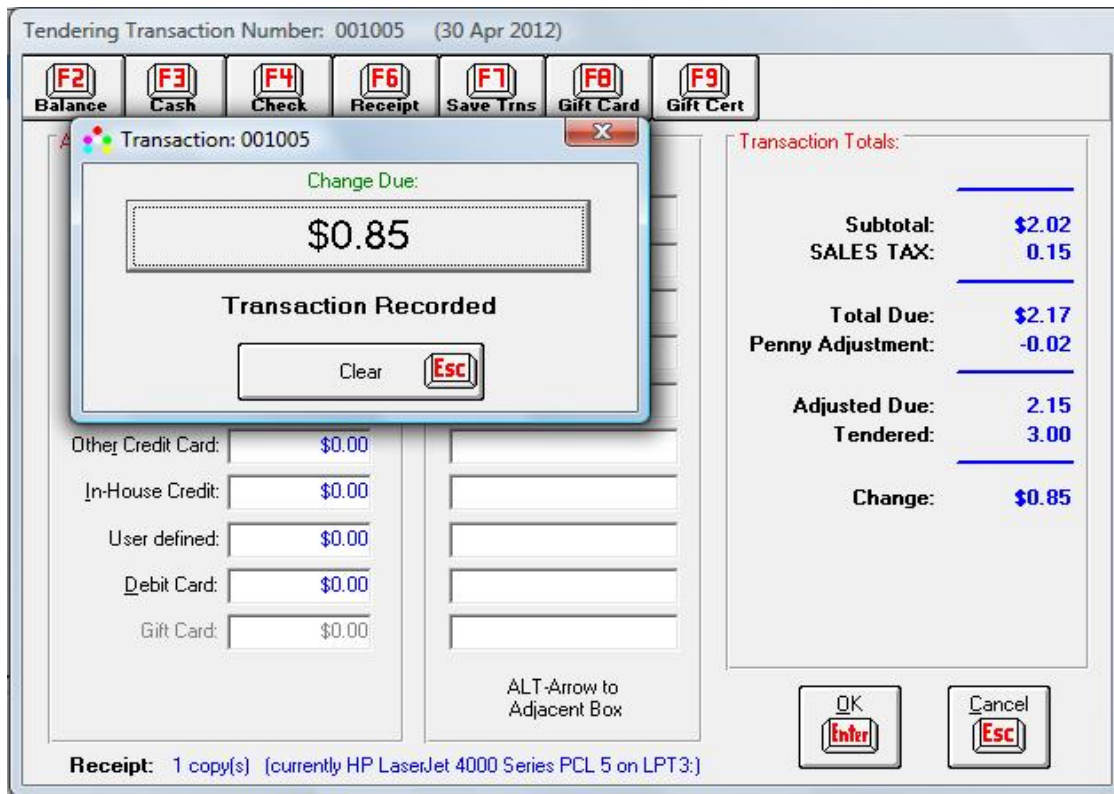 Tendering Transaction Number: 001005 (30 Apr 2012)
F2 F3 F4 F6 F7 F8 F9
Balance Cash Check Receipt Save Trns Gift Card Gift Cert
A
Transaction: 001005
X
Change Due:
$0.85
Transaction Recorded
Clear Esc
Other Credit Card: $0.00
In-House Credit: $0.00
User defined: $0.00
Debit Card: $0.00
Gift Card: $0.00
ALT-Arrow to
Adjacent Box
Transaction Totals:
Subtotal: $2.02
SALES TAX: 0.15
Total Due: $2.17
Penny Adjustment: -0.02
Adjusted Due: 2.15
Tendered: 3.00
Change: $0.85
OK
Enter
Cancel
Esc
Receipt: 1 copy(s) (currently HP LaserJet 4000 Series PCL 5 on LPT3:)